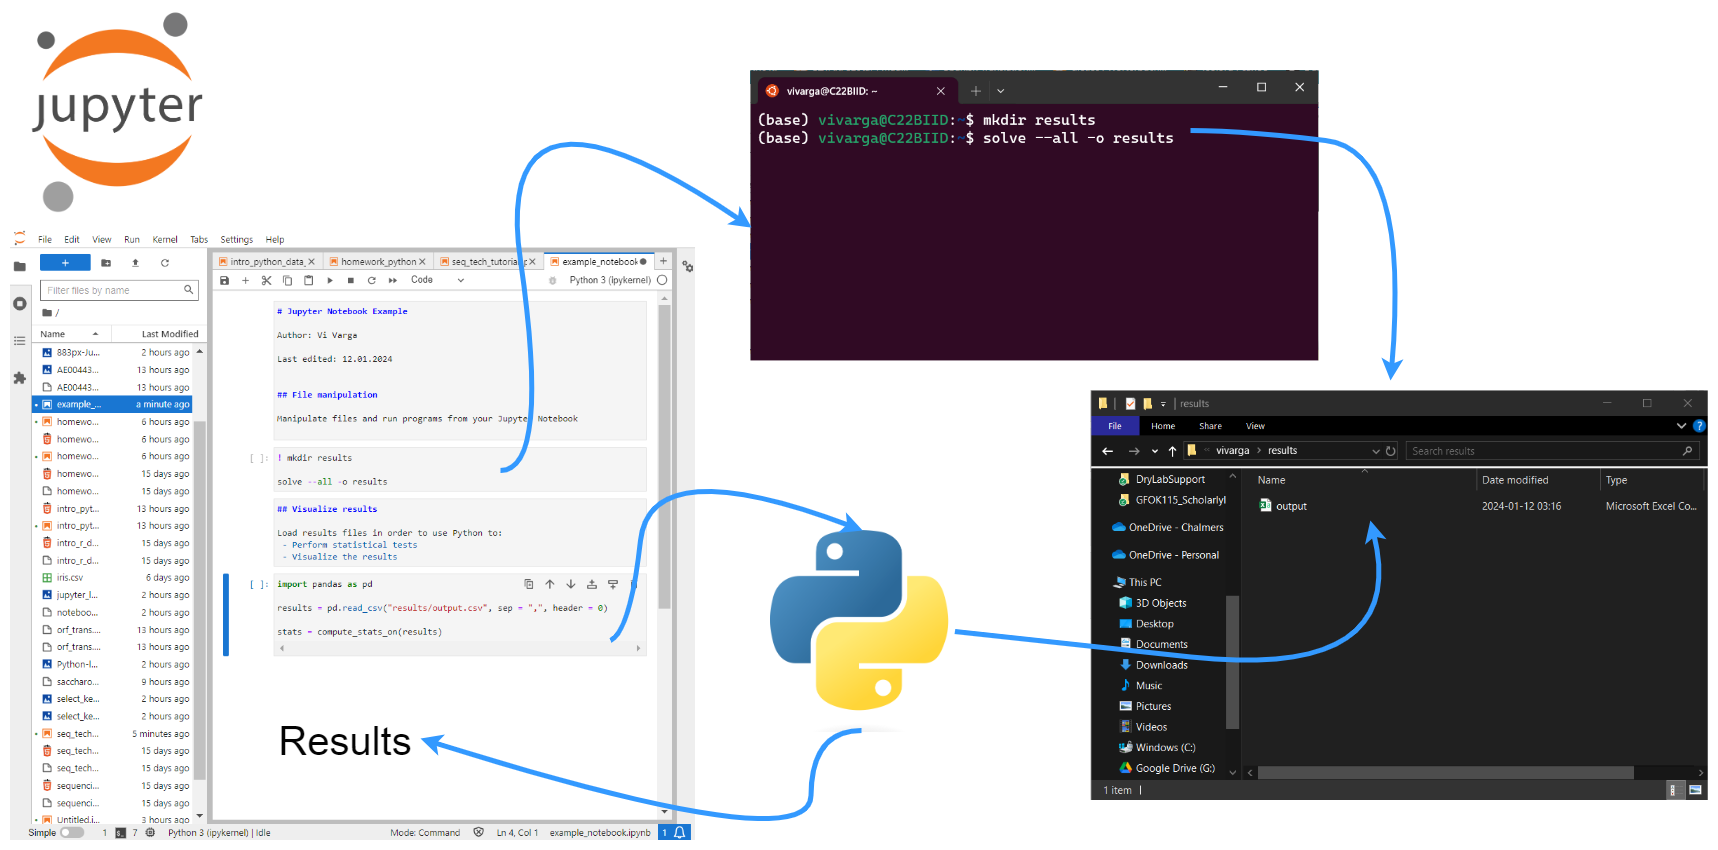 jupyter
File Edit View Run Kernel Tabs Settings Help
+
Filter files by name
/
Name Last Modified
883px-Ju... 2 hours ago
AE00443... 13 hours ago
AE00443... 13 hours ago
example_... a minute ago
homewo... 6 hours ago
homewo... 6 hours ago
homewo... 6 hours ago
homewo... 15 days ago
homewo... 15 days ago
intro_pyt... 13 hours ago
intro_pyt... 13 hours ago
intro_r_d... 13 hours ago
intro_r_d... 15 days ago
iris.csv 6 days ago
jupyter_l... 2 hours ago
noteboo... 2 hours ago
orf_trans.... 13 hours ago
orf_trans.... 13 hours ago
Python-l... 2 hours ago
saccharo... 9 hours ago
select_ke... 2 hours ago
select_ke... 2 hours ago
seq_tech... 5 minutes ago
seq_tech... 15 days ago
seq_tech... 15 days ago
sequenci... 15 days ago
sequenci... 15 days ago
Untitled.i... 3 hours ago
intro_python_data_ homework_python seq_tech_tutorial example_notebook
Code Python 3 (ipykernel)
# Jupyter Notebook Example
Author: Vi Varga
Last edited: 12.01.2024
## File manipulation
Manipulate files and run programs from your Jupyter Notebook
[ ]: ! mkdir results
solve --all -o results
## Visualize results
Load results files in order to use Python to:
- Perform statistical tests
- Visualize the results
[ ]: import pandas as pd
results = pd.read_csv("results/output.csv", sep = ",", header = 0)
stats = compute_stats_on(results)
Results
Simple 1 7 Python 3 (ipykernel) | Idle Mode: Command Ln 4, Col 1 example_notebook.ipynb 1
vivarga@C22BIID: ~
(base) vivarga@C22BIID:~$ mkdir results
(base) vivarga@C22BIID:~$ solve --all -o results
results
File Home Share View
vivarga > results Search results
Name Date modified Type
output 2024-01-12 03:16 Microsoft Excel Co...
DryLabSupport
GFOK115_Scholarly
OneDrive - Chalmers
OneDrive - Personal
This PC
3D Objects
Desktop
Documents
Downloads
Music
Pictures
Videos
Windows (C:)
Google Drive (G:)
1 item